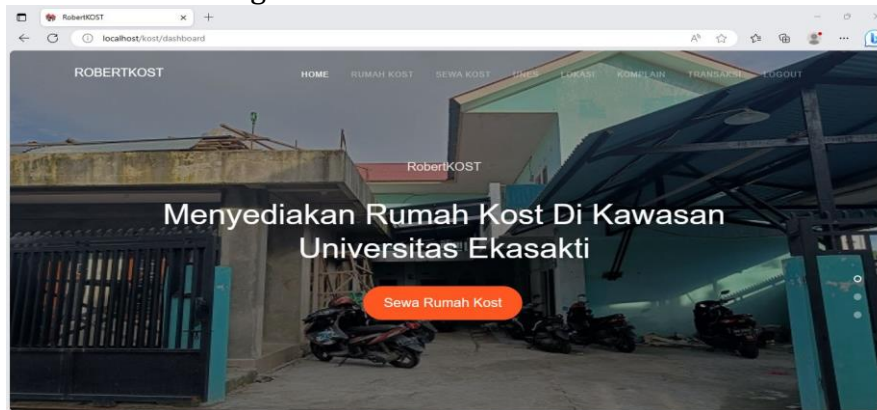 RobertKOST
localhost/kost/dashboard
ROBERTKOST
HOME RUMAH KOST SEWA KOST UNES LOKASI KOMPLAIN TRANSAKSI LOGOUT
RobertKOST
Menyediakan Rumah Kost Di Kawasan
Universitas Ekasakti
Sewa Rumah Kost